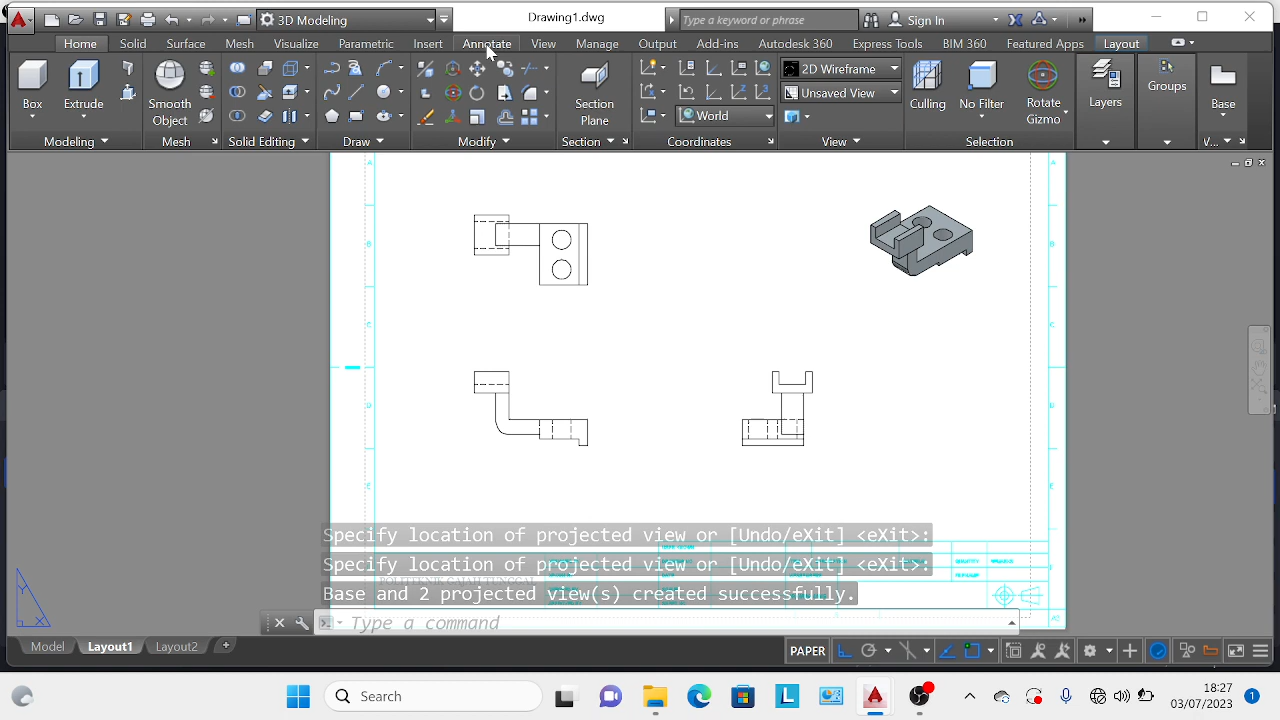 3D Modeling
Drawing1.dwg
Type a keyword or phrase
Sign In
Home
Solid
Surface
Mesh
Visualize
Parametric
Insert
Annotate
View
Manage
Output
Add-ins
Autodesk 360
Express Tools
BIM 360
Featured Apps
Layout
Box
Extrude
Smooth
Object
Section
Plane
World
2D Wireframe
Unsaved View
Culling
No Filter
Rotate
Gizmo
Layers
Groups
Base
Modeling
Mesh
Solid Editing
Draw
Modify
Section
Coordinates
View
Selection
V...
A
A
B
B
C
C
D
D
E
E
Specify location of projected view or [Undo/eXit] <eXit>:
Specify location of projected view or [Undo/eXit] <eXit>:
Base and 2 projected view(s) created successfully.
Type a command
A2
Y
X
Model
Layout1
Layout2
+
PAPER
Search
18:27
03/07/2023
1